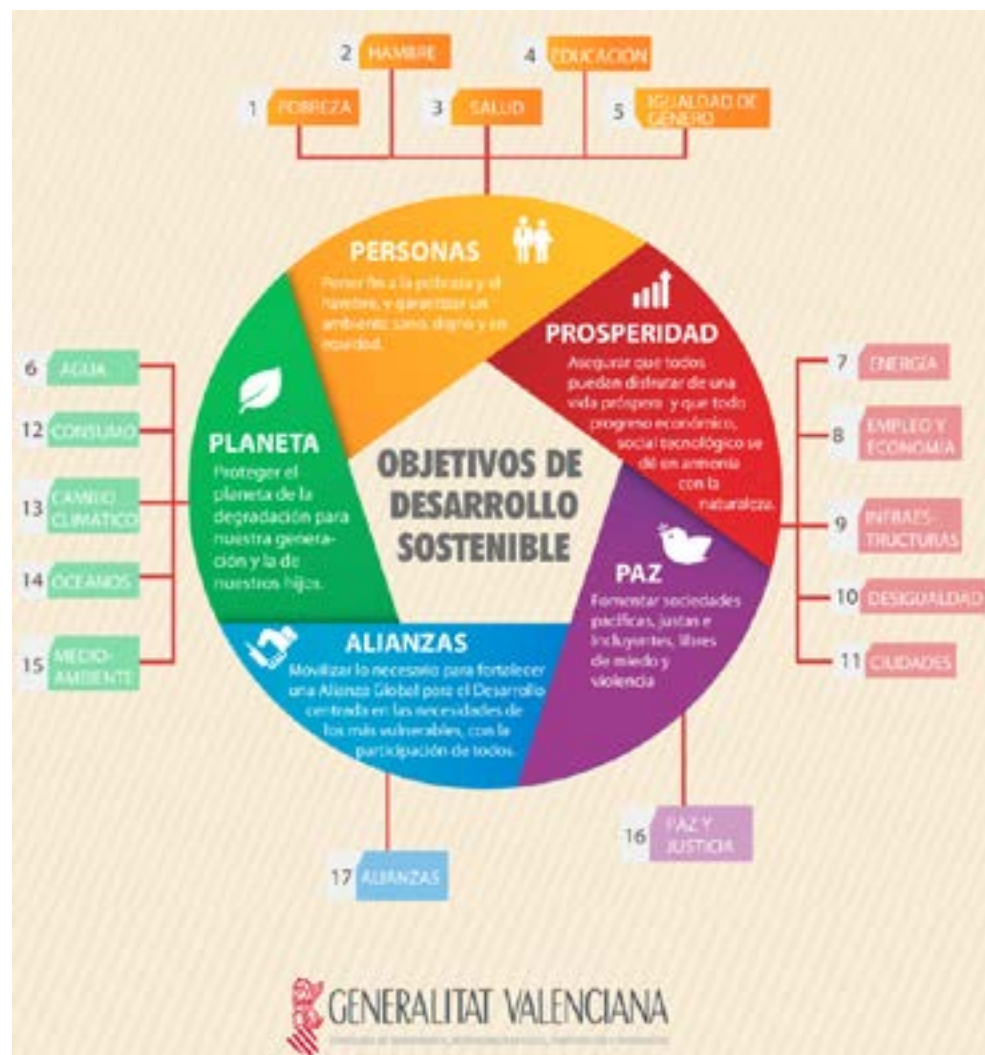 2 HAMBRE
4 EDUCACIÓN
1 POBREZA
3 SALUD
5 IGUALDAD DE
GÉNERO
PERSONAS
Poner fin a la pobreza y el
hambre, y garantizar un
ambiente sano, digno y en
equidad.
PROSPERIDAD
Asegurar que todos
puedan disfrutar de una
vida próspera y que todo
progreso económico,
social tecnológico se
dé en armonía
con la
naturaleza.
6 AGUA
12 CONSUMO
13 CAMBIO
CLIMÁTICO
14 OCEANOS
15 MEDIO-
AMBIENTE
PLANETA
Proteger el
planeta de la
degradación para
nuestra genera-
ción y la de
nuestros hijos.
OBJETIVOS DE
DESARROLLO
SOSTENIBLE
7 ENERGÍA
8 EMPLEO Y
ECONOMÍA
9 INFRAES-
TRUCTURAS
10 DESIGUALDAD
11 CIUDADES
PAZ
Fomentar sociedades
pacíficas, justas e
incluyentes, libres
de miedo y
violencia
ALIANZAS
Movilizar lo necesario para fortalecer
una Alianza Global para el Desarrollo
centrada en las necesidades de
los más vulnerables, con la
participación de todos.
16 PAZ Y
JUSTICIA
17 ALIANZAS
GENERALITAT VALENCIANA